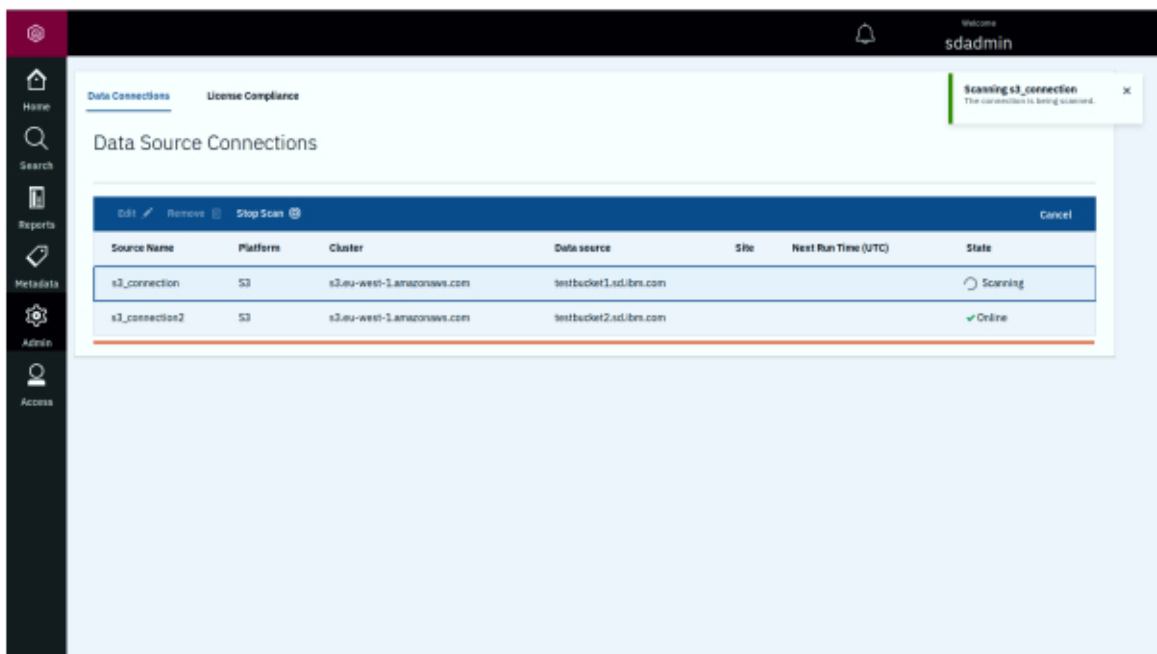 Welcome
sdadmin
Home
Search
Reports
Metadata
Admin
Access
Data Connections License Compliance
Scanning s3_connection
The connection is being scanned.
Data Source Connections
Edit Remove Stop Scan Cancel
Source Name Platform Cluster Data source Site Next Run Time (UTC) State
s3_connection S3 s3.eu-west-1.amazonaws.com testbucket1.sd.ibm.com Scanning
s3_connection2 S3 s3.eu-west-1.amazonaws.com testbucket2.sd.ibm.com Online